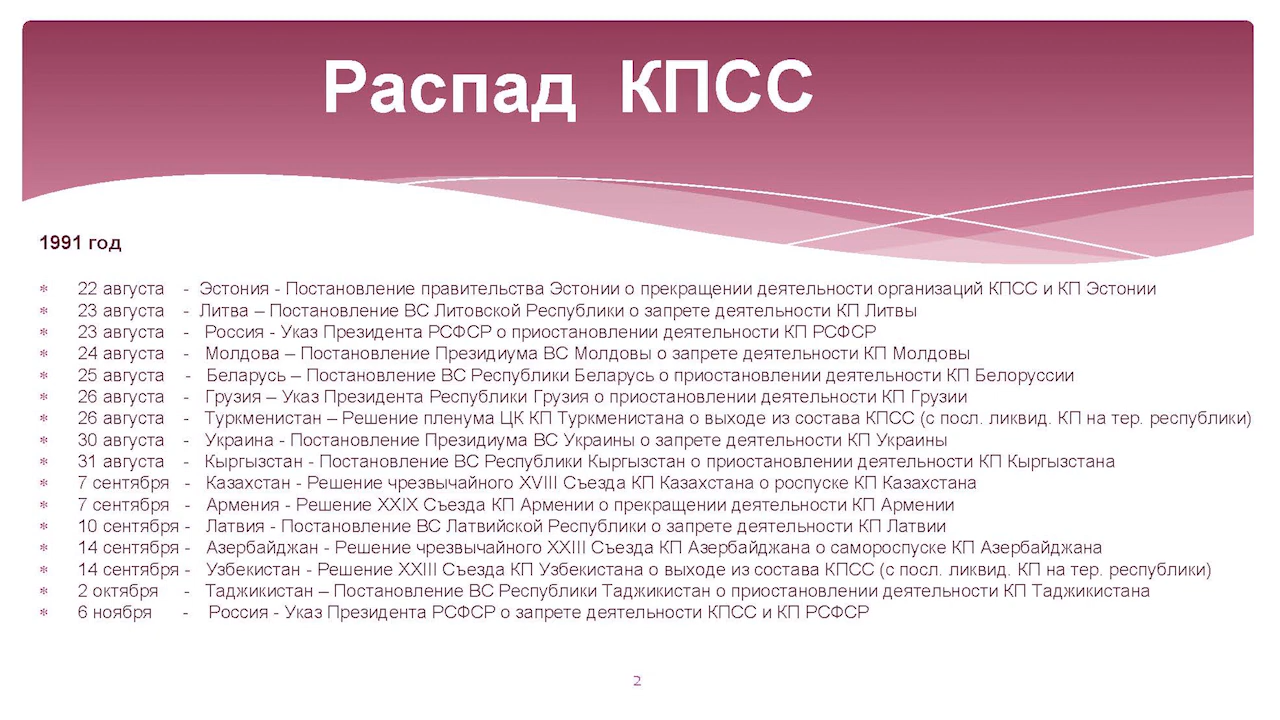 Распад КПСС
1991 год
* 22 августа - Эстония - Постановление правительства Эстонии о прекращении деятельности организаций КПСС и КП Эстонии
* 23 августа - Литва – Постановление ВС Литовской Республики о запрете деятельности КП Литвы
* 23 августа - Россия - Указ Президента РСФСР о приостановлении деятельности КП РСФСР
* 24 августа - Молдова – Постановление Президиума ВС Молдовы о запрете деятельности КП Молдовы
* 25 августа - Беларусь – Постановление ВС Республики Беларусь о приостановлении деятельности КП Белоруссии
* 26 августа - Грузия – Указ Президента Республики Грузия о приостановлении деятельности КП Грузии
* 26 августа - Туркменистан – Решение пленума ЦК КП Туркменистана о выходе из состава КПСС (с посл. ликвид. КП на тер. республики)
* 30 августа - Украина - Постановление Президиума ВС Украины о запрете деятельности КП Украины
* 31 августа - Кыргызстан - Постановление ВС Республики Кыргызстан о приостановлении деятельности КП Кыргызстана
* 7 сентября - Казахстан - Решение чрезвычайного XVIII Съезда КП Казахстана о роспуске КП Казахстана
* 7 сентября - Армения - Решение XXIX Съезда КП Армении о прекращении деятельности КП Армении
* 10 сентября - Латвия - Постановление ВС Латвийской Республики о запрете деятельности КП Латвии
* 14 сентября - Азербайджан - Решение чрезвычайного XXIII Съезда КП Азербайджана о самороспуске КП Азербайджана
* 14 сентября - Узбекистан - Решение XXIII Съезда КП Узбекистана о выходе из состава КПСС (с посл. ликвид. КП на тер. республики)
* 2 октября - Таджикистан – Постановление ВС Республики Таджикистан о приостановлении деятельности КП Таджикистана
* 6 ноября - Россия - Указ Президента РСФСР о запрете деятельности КПСС и КП РСФСР
2